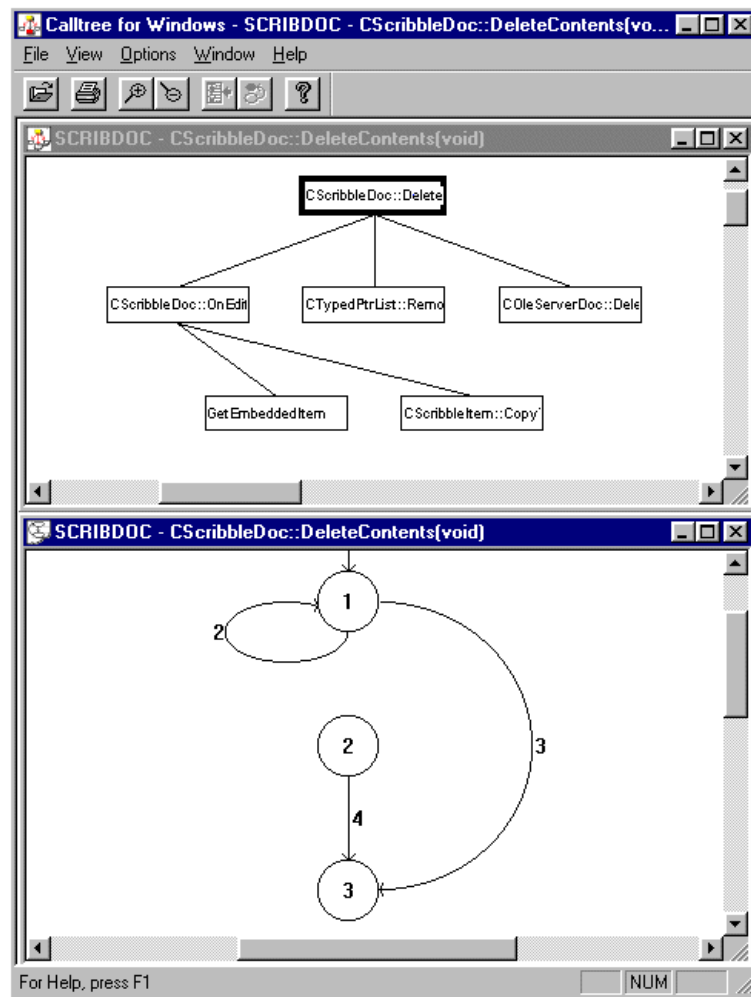 Calltree for Windows - SCRIBDOC - CScribbleDoc::DeleteContents(vo...
File View Options Window Help
SCRIBDOC - CScribbleDoc::DeleteContents(void)
CScribbleDoc::Delete
CScribbleDoc::OnEdit CTypedPtrList::Remo COleServerDoc::Dele
GetEmbeddedItem CScribbleItem::CopyT
SCRIBDOC - CScribbleDoc::DeleteContents(void)
1
2
2
3
4
3
For Help, press F1 NUM